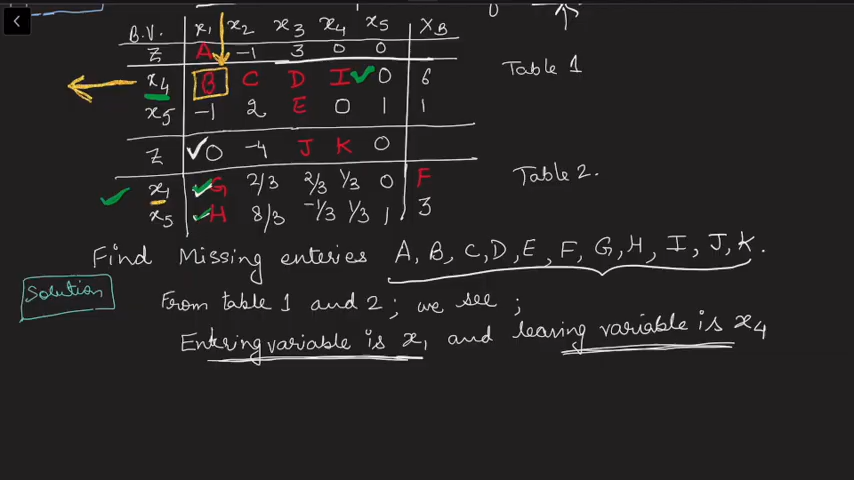 0
B.V. x₁ x₂ x₃ x₄ x₅ X_B
Z A -1 3 0 0
x₄ B C D I 0 6 Table 1
x₅ -1 2 E 0 1 1
Z 0 -4 J K 0
x₁ G 2/3 2/3 1/3 0 F Table 2.
x₅ H 8/3 -1/3 1/3 1 3
Find Missing enteries A, B, C, D, E, F, G, H, I, J, K.
Solution
From table 1 and 2; we see;
Entering variable is x₁ and leaving variable is x₄